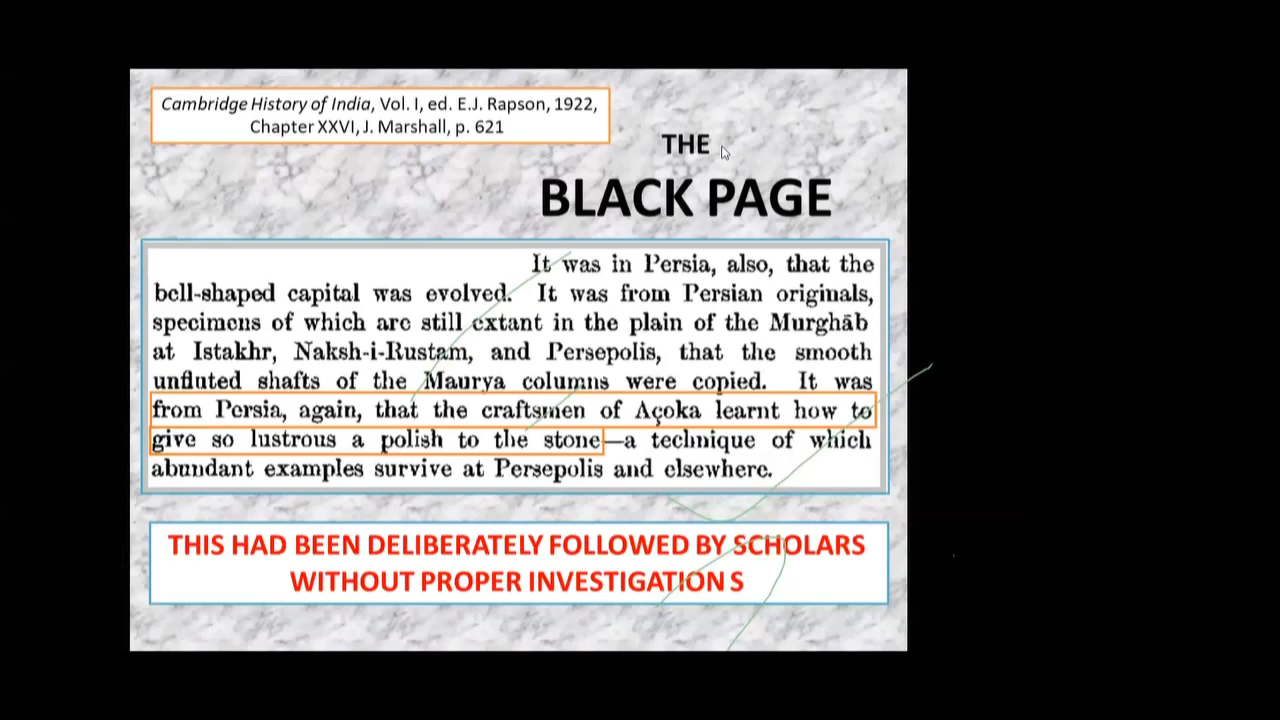 Cambridge History of India, Vol. I, ed. E.J. Rapson, 1922,
Chapter XXVI, J. Marshall, p. 621
THE
BLACK PAGE
It was in Persia, also, that the
bell-shaped capital was evolved. It was from Persian originals,
specimens of which are still extant in the plain of the Murghāb
at Istakhr, Naksh-i-Rustam, and Persepolis, that the smooth
unfluted shafts of the Maurya columns were copied. It was
from Persia, again, that the craftsmen of Açoka learnt how to
give so lustrous a polish to the stone—a technique of which
abundant examples survive at Persepolis and elsewhere.
THIS HAD BEEN DELIBERATELY FOLLOWED BY SCHOLARS
WITHOUT PROPER INVESTIGATION S